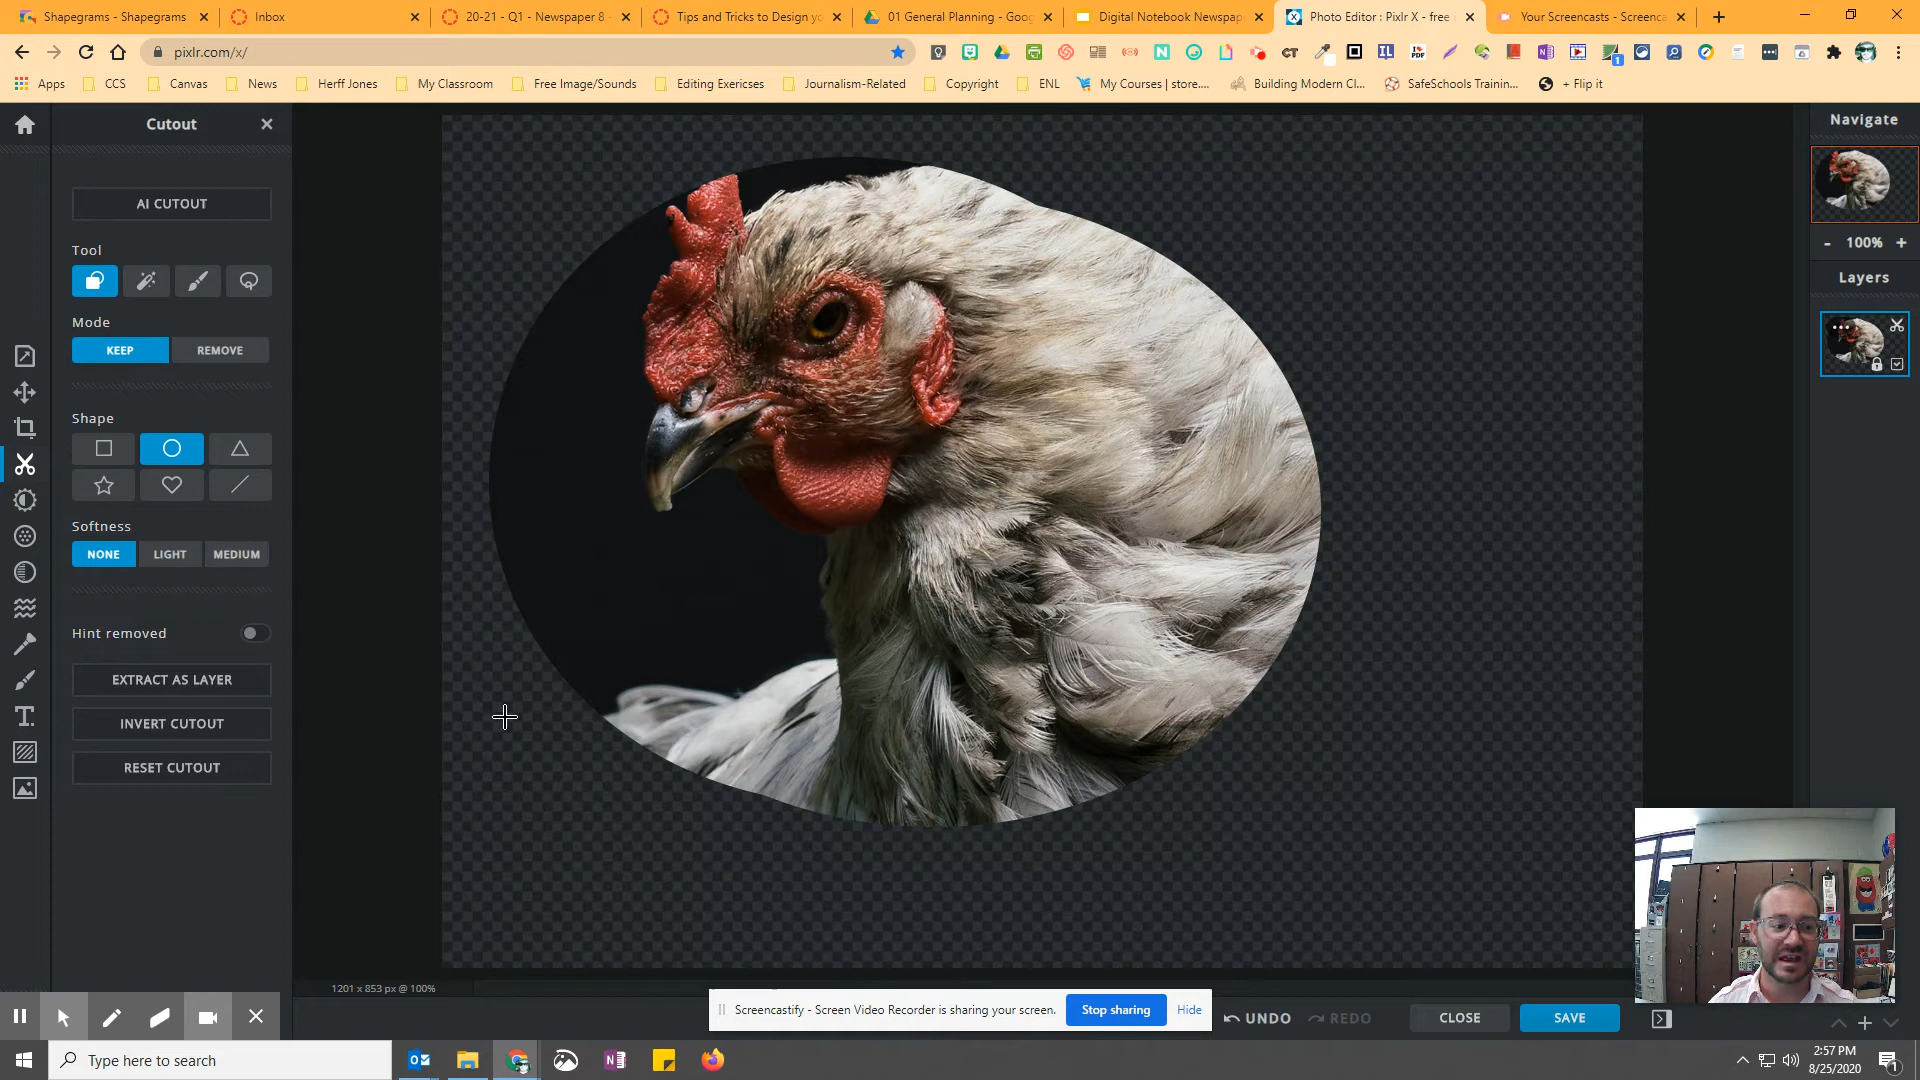 Shapegrams - Shapegrams
Inbox
20-21 - Q1 - Newspaper 8 -
Tips and Tricks to Design yo
01 General Planning - Goog
Digital Notebook Newspap
Photo Editor : Pixlr X - free
Your Screencasts - Screenca
pixlr.com/x/
Apps
CCS
Canvas
News
Herff Jones
My Classroom
Free Image/Sounds
Editing Exericses
Journalism-Related
Copyright
ENL
My Courses | store....
Building Modern Cl...
SafeSchools Trainin...
+ Flip it
Cutout
Navigate
AI CUTOUT
Tool
100%
Layers
Mode
KEEP
REMOVE
Shape
Softness
NONE
LIGHT
MEDIUM
Hint removed
EXTRACT AS LAYER
INVERT CUTOUT
RESET CUTOUT
1201 x 853 px @ 100%
Screencastify - Screen Video Recorder is sharing your screen.
Stop sharing
Hide
UNDO
REDO
CLOSE
SAVE
Type here to search
2:57 PM
8/25/2020